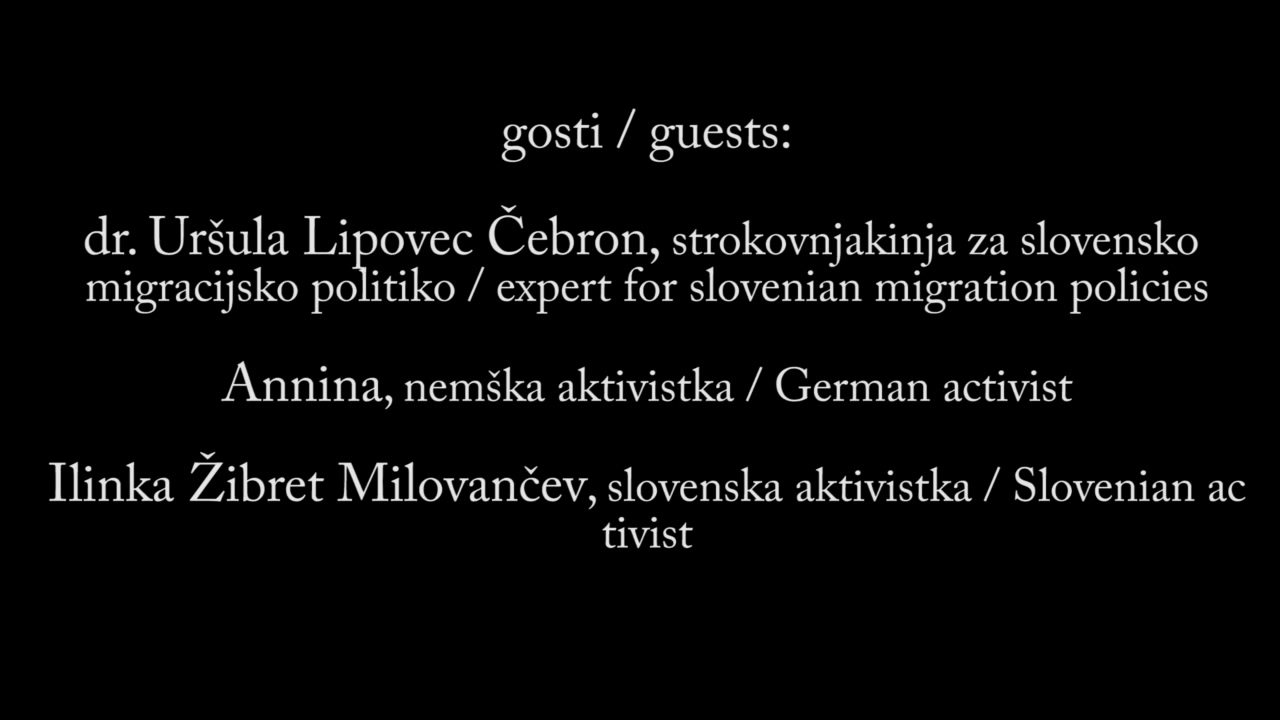 gosti / guests:
dr. Uršula Lipovec Čebron, strokovnjakinja za slovensko
migracijsko politiko / expert for slovenian migration policies
Annina, nemška aktivistka / German activist
Ilinka Žibret Milovančev, slovenska aktivistka / Slovenian ac
tivist